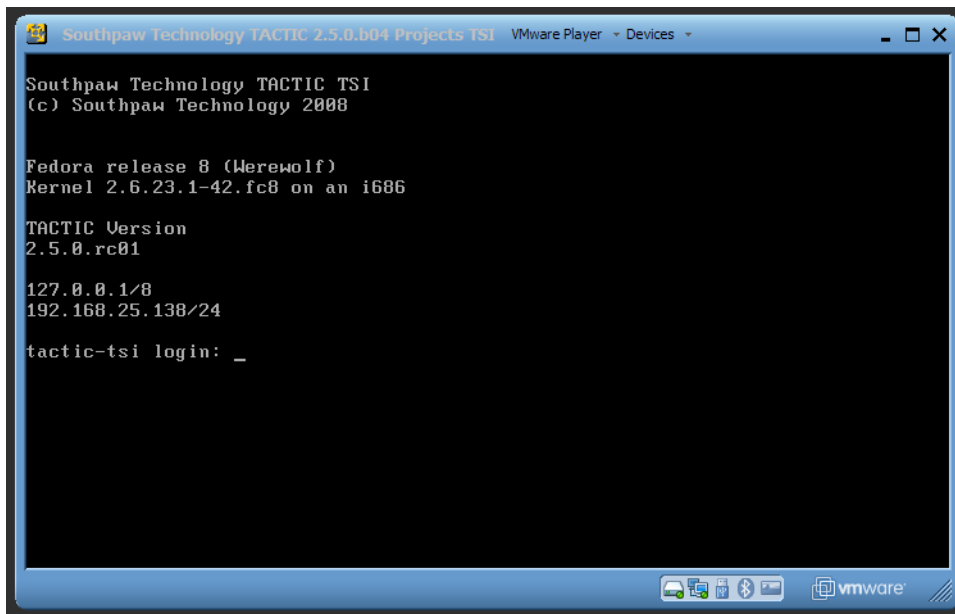 Southpaw Technology TACTIC 2.5.0.b04 Projects TSI VMware Player Devices
Southpaw Technology TACTIC TSI
(c) Southpaw Technology 2008
Fedora release 8 (Werewolf)
Kernel 2.6.23.1-42.fc8 on an i686
TACTIC Version
2.5.0.rc01
127.0.0.1/8
192.168.25.138/24
tactic-tsi login: _
vmware